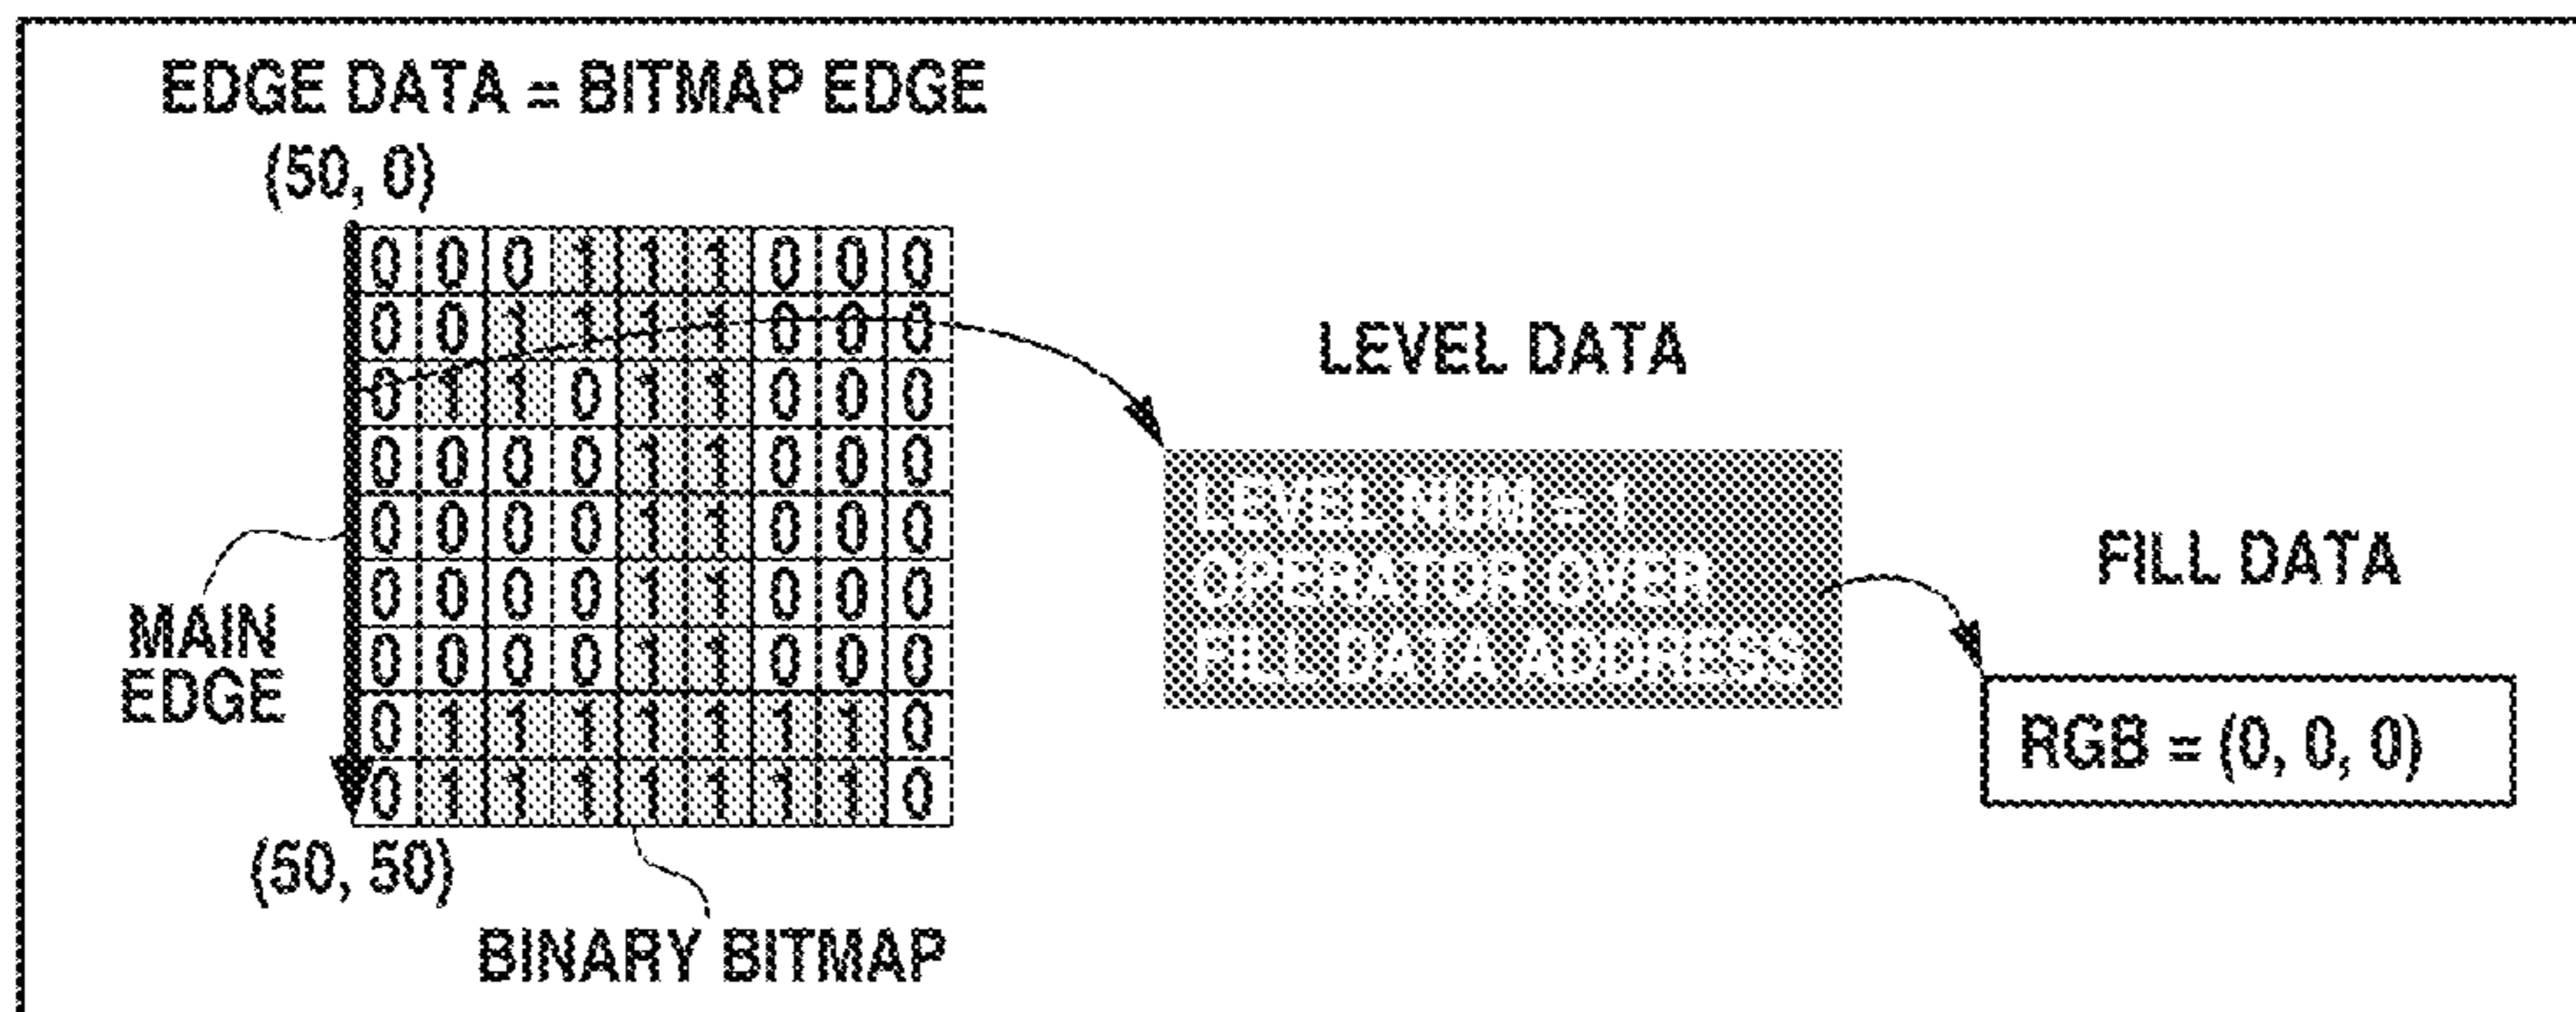 EDGE DATA = BITMAP EDGE
(50, 0)
0 0 0 1 1 1 0 0 0
0 0 1 1 1 1 0 0 0
0 1 1 0 1 1 0 0 0
0 0 0 0 1 1 0 0 0
0 0 0 0 1 1 0 0 0
0 0 0 0 1 1 0 0 0
0 0 0 0 1 1 0 0 0
0 1 1 1 1 1 1 1 0
0 1 1 1 1 1 1 1 0
MAIN
EDGE
(50, 50)
BINARY BITMAP
LEVEL DATA
LEVEL NUM = 1
OPERATOR OVER
FILL DATA ADDRESS
FILL DATA
RGB = (0, 0, 0)